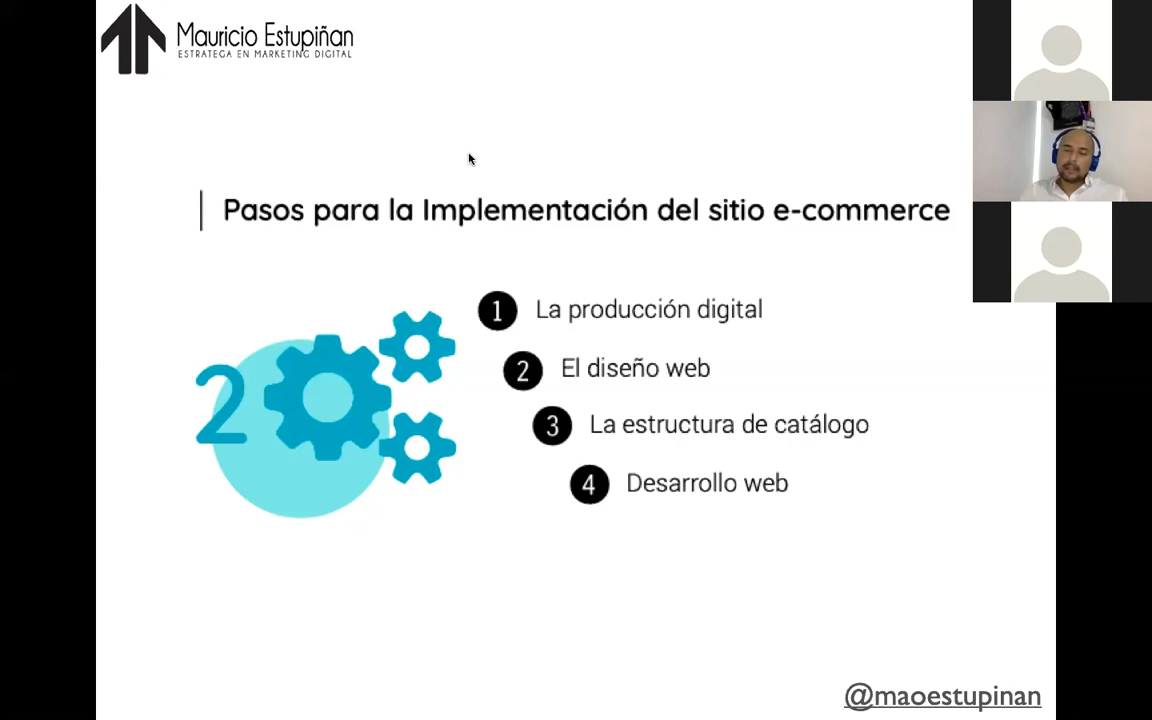 Mauricio Estupiñan
ESTRATEGA EN MARKETING DIGITAL
Pasos para la Implementación del sitio e-commerce
2
1 La producción digital
2 El diseño web
3 La estructura de catálogo
4 Desarrollo web
@maoestupinan